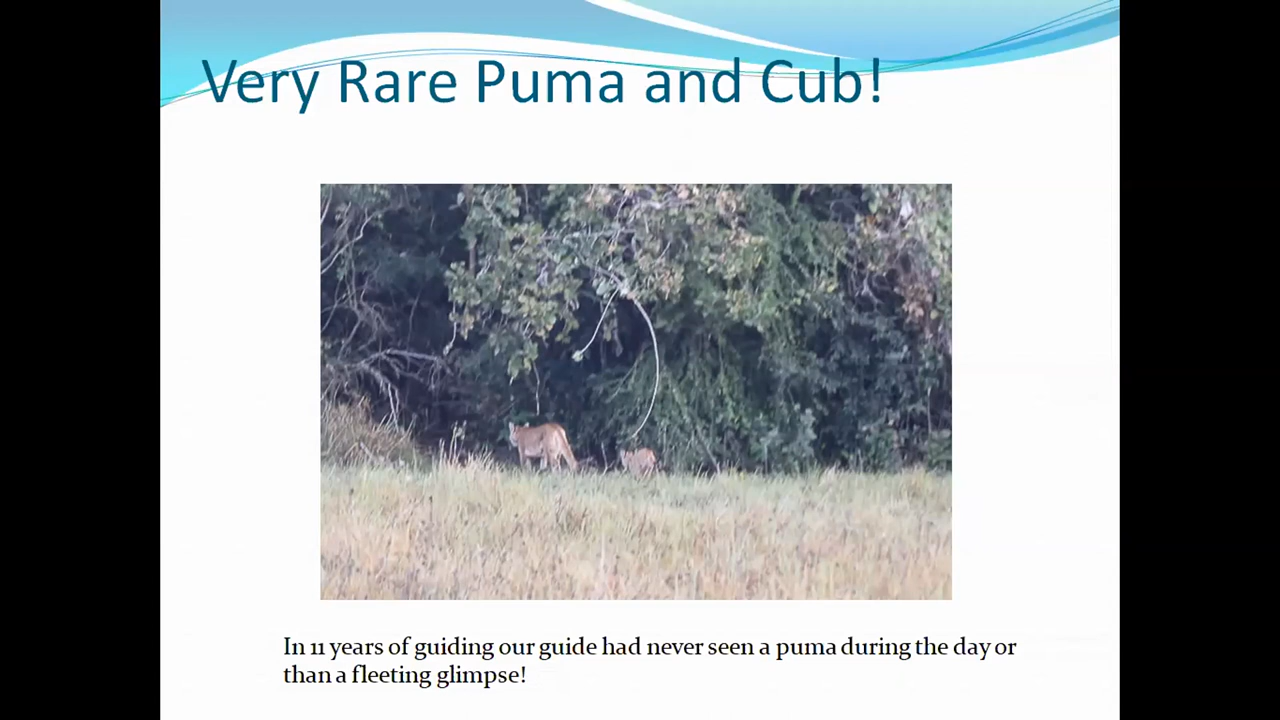 Very Rare Puma and Cub!
In 11 years of guiding our guide had never seen a puma during the day or
than a fleeting glimpse!